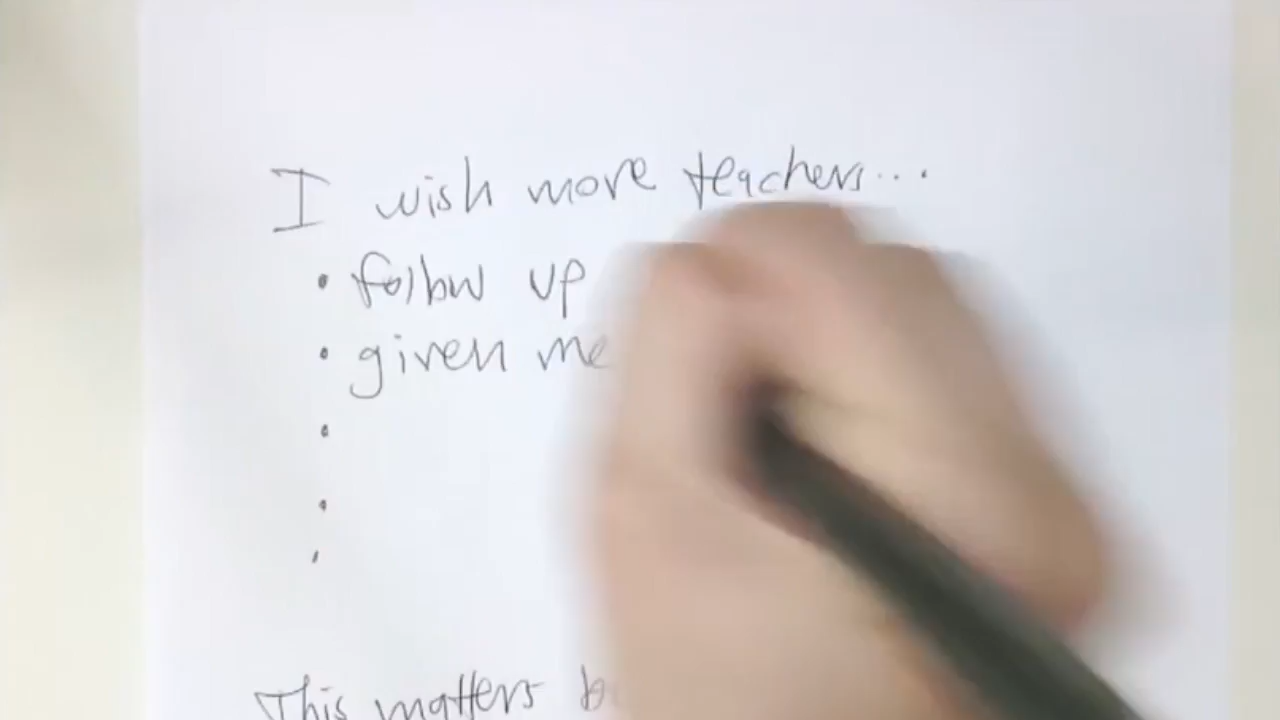 I wish more teachers...
• follow up
• given me
•
•
•
This matters